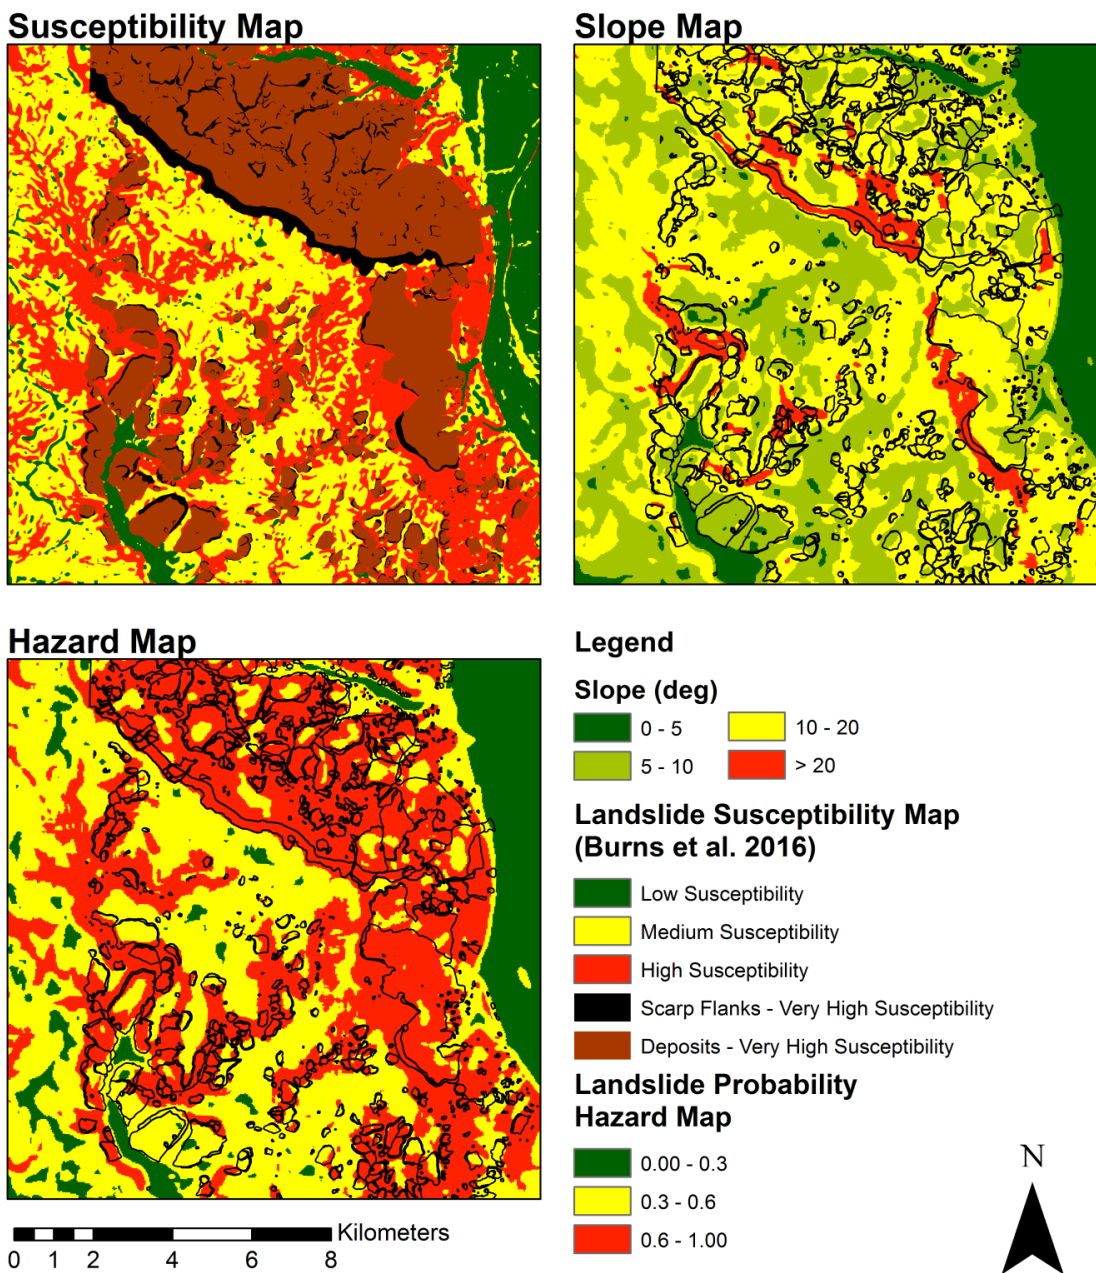 Susceptibility Map
Slope Map
Hazard Map
Legend
Slope (deg)
0 - 5
10 - 20
5 - 10
> 20
Landslide Susceptibility Map
(Burns et al. 2016)
Low Susceptibility
Medium Susceptibility
High Susceptibility
Scarp Flanks - Very High Susceptibility
Deposits - Very High Susceptibility
Landslide Probability
Hazard Map
0.00 - 0.3
0.3 - 0.6
0.6 - 1.00
N
Kilometers
0 1 2 4 6 8